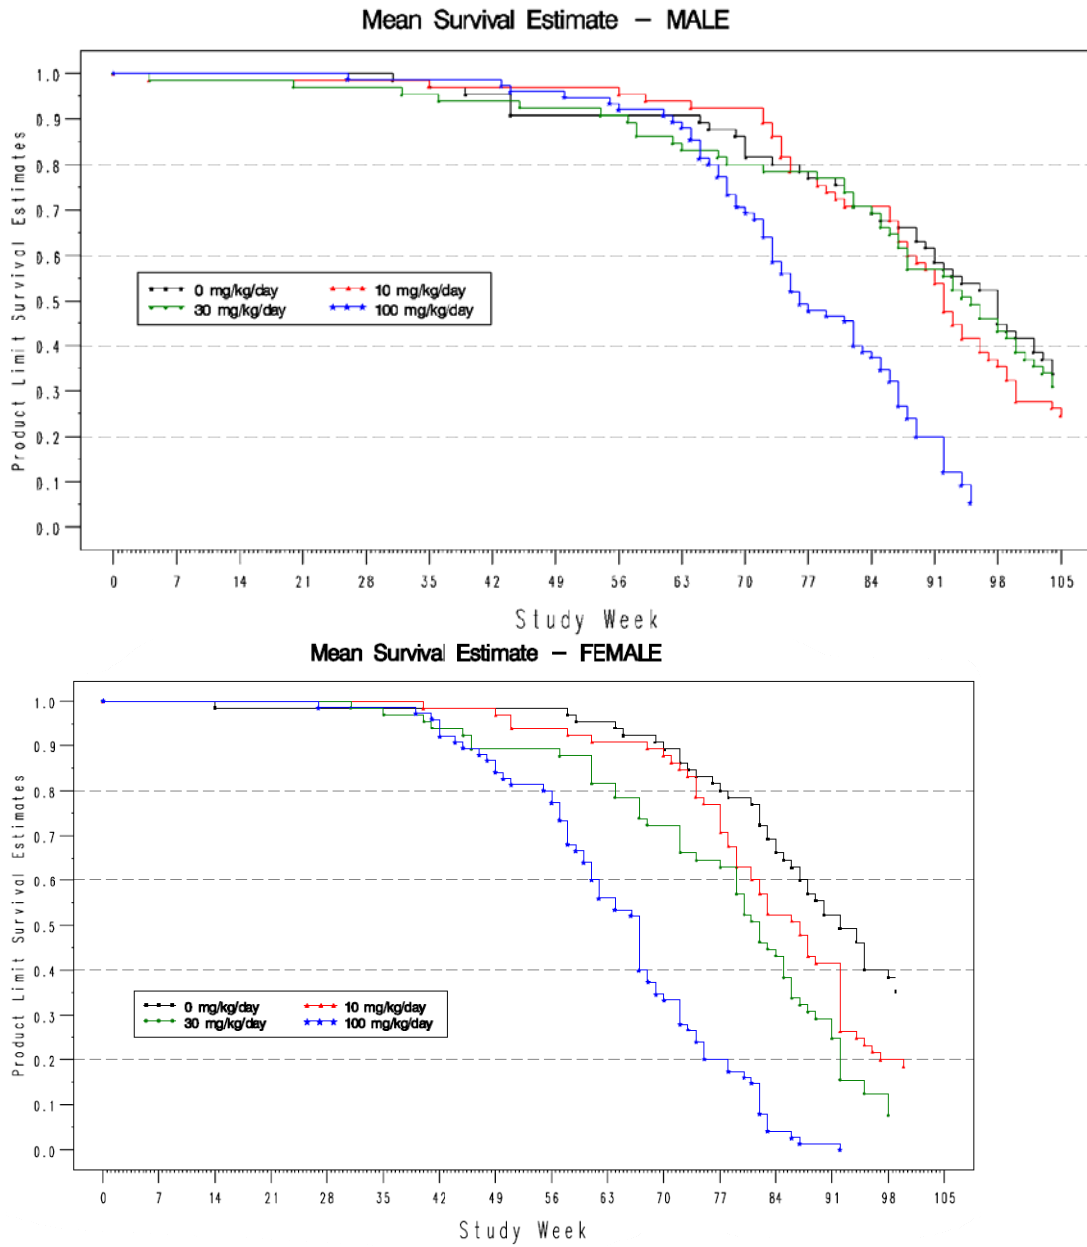 Mean Survival Estimate – MALE
Product Limit Survival Estimates
1.0
0.9
0.8
0.7
0.6
0.5
0.4
0.3
0.2
0.1
0.0
0 mg/kg/day 10 mg/kg/day
30 mg/kg/day 100 mg/kg/day
0 7 14 21 28 35 42 49 56 63 70 77 84 91 98 105
Study Week
Mean Survival Estimate – FEMALE
Product Limit Survival Estimates
1.0
0.9
0.8
0.7
0.6
0.5
0.4
0.3
0.2
0.1
0.0
0 mg/kg/day 10 mg/kg/day
30 mg/kg/day 100 mg/kg/day
0 7 14 21 28 35 42 49 56 63 70 77 84 91 98 105
Study Week